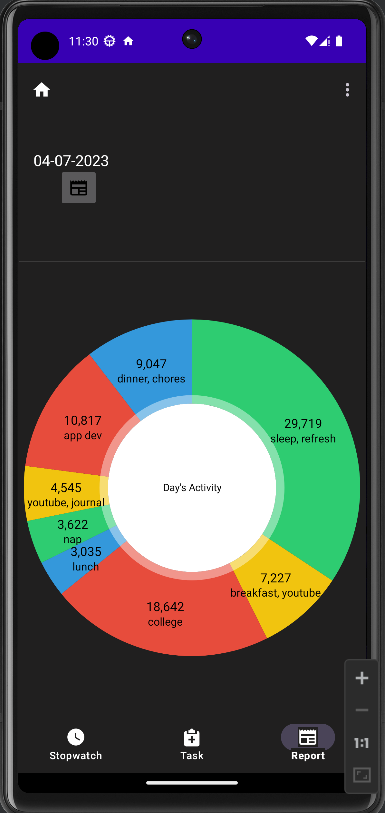 11:30
04-07-2023
9,047
dinner, chores
29,719
sleep, refresh
10,817
app dev
4,545
youtube, journal
Day's Activity
3,622
nap
3,035
lunch
7,227
breakfast, youtube
18,642
college
Stopwatch
Task
Report
1:1